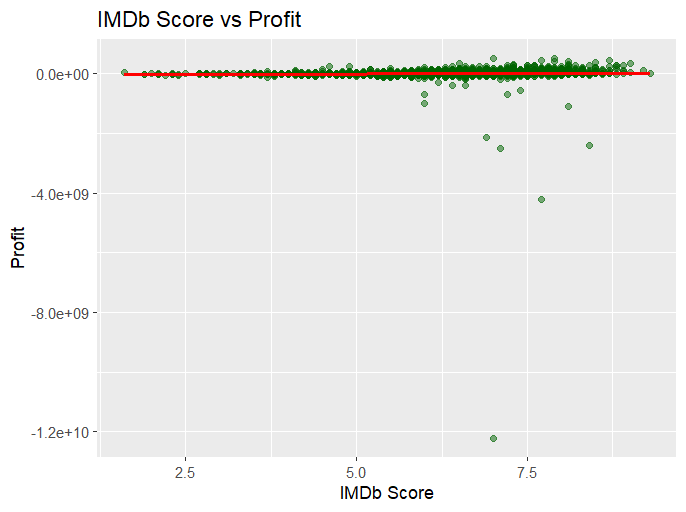 IMDb Score vs Profit
0.0e+00
-4.0e+09
Profit
-8.0e+09
-1.2e+10
2.5 5.0 7.5
IMDb Score